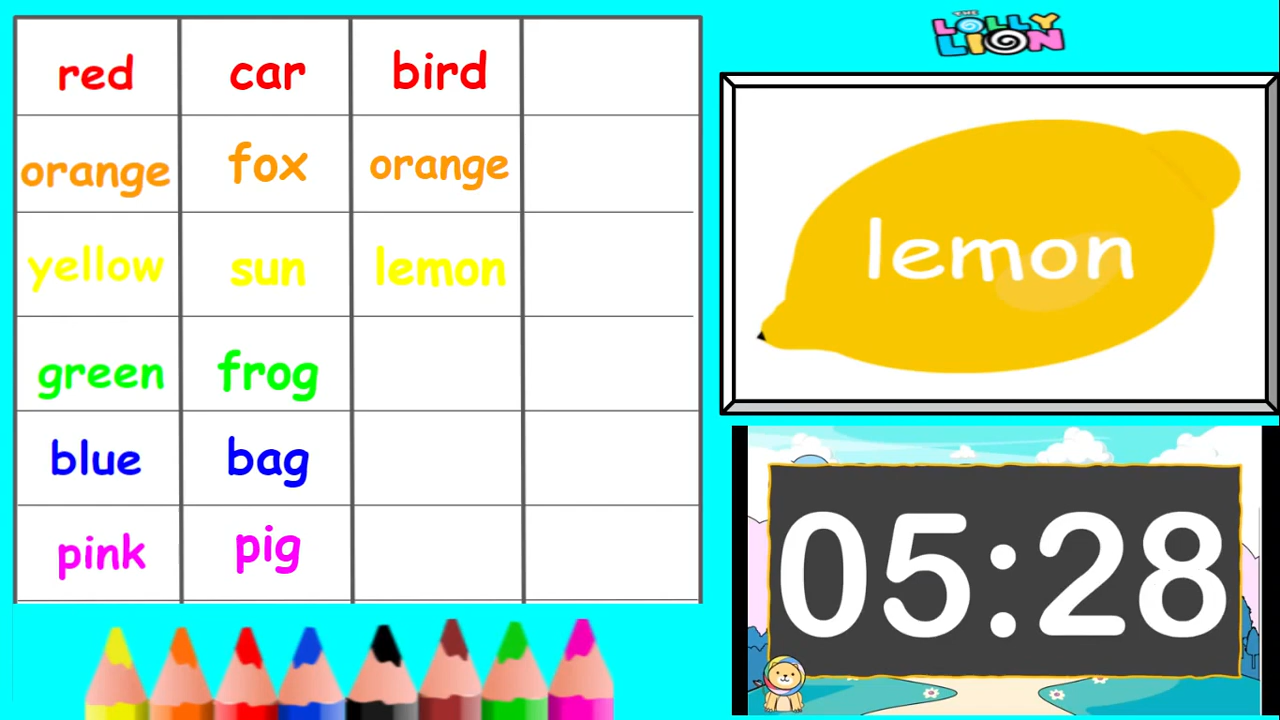 red car bird
orange fox orange
yellow sun lemon
green frog
blue bag
pink pig
THE
LOLLY
LION
lemon
05:28